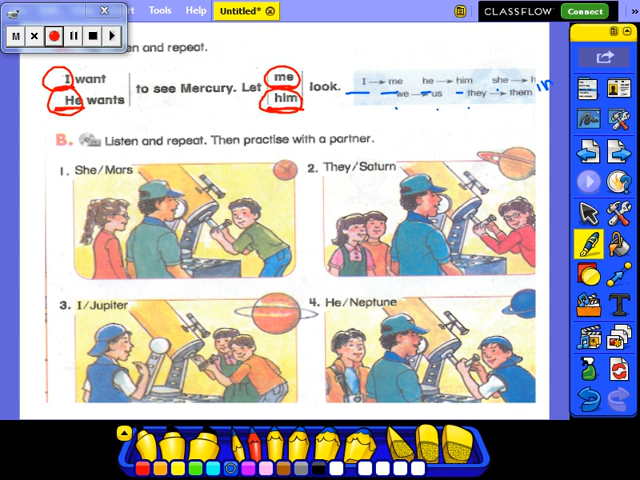 art
Tools
Help
Untitled*
CLASSFLOW
Connect
M
sten and repeat.
I want
He wants
to see Mercury. Let
me
him
look.
I → me he → him she → h
we → us they → them
B. Listen and repeat. Then practise with a partner.
1. She/Mars
2. They/Saturn
3. I/Jupiter
4. He/Neptune
T